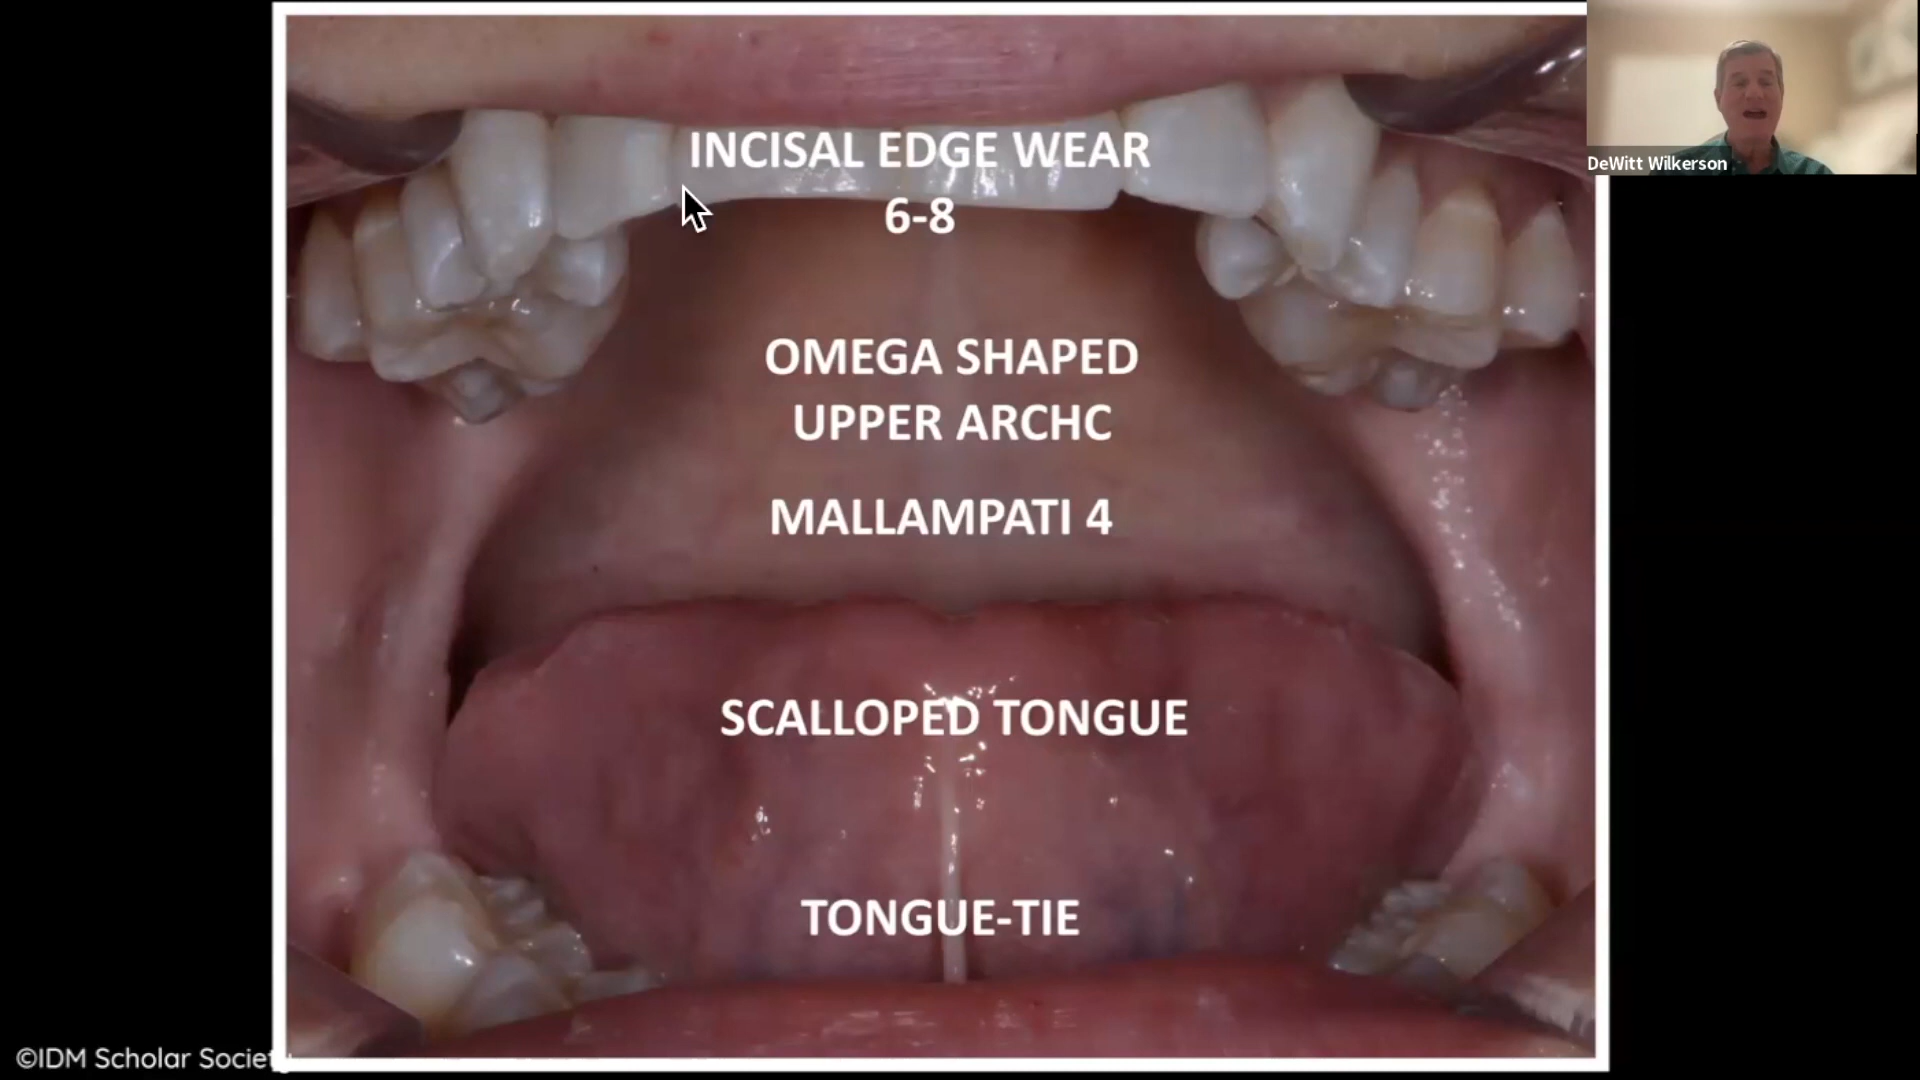 INCISAL EDGE WEAR
6-8
OMEGA SHAPED
UPPER ARCHC
MALLAMPATI 4
SCALLOPED TONGUE
TONGUE-TIE
DeWitt Wilkerson
©IDM Scholar Society